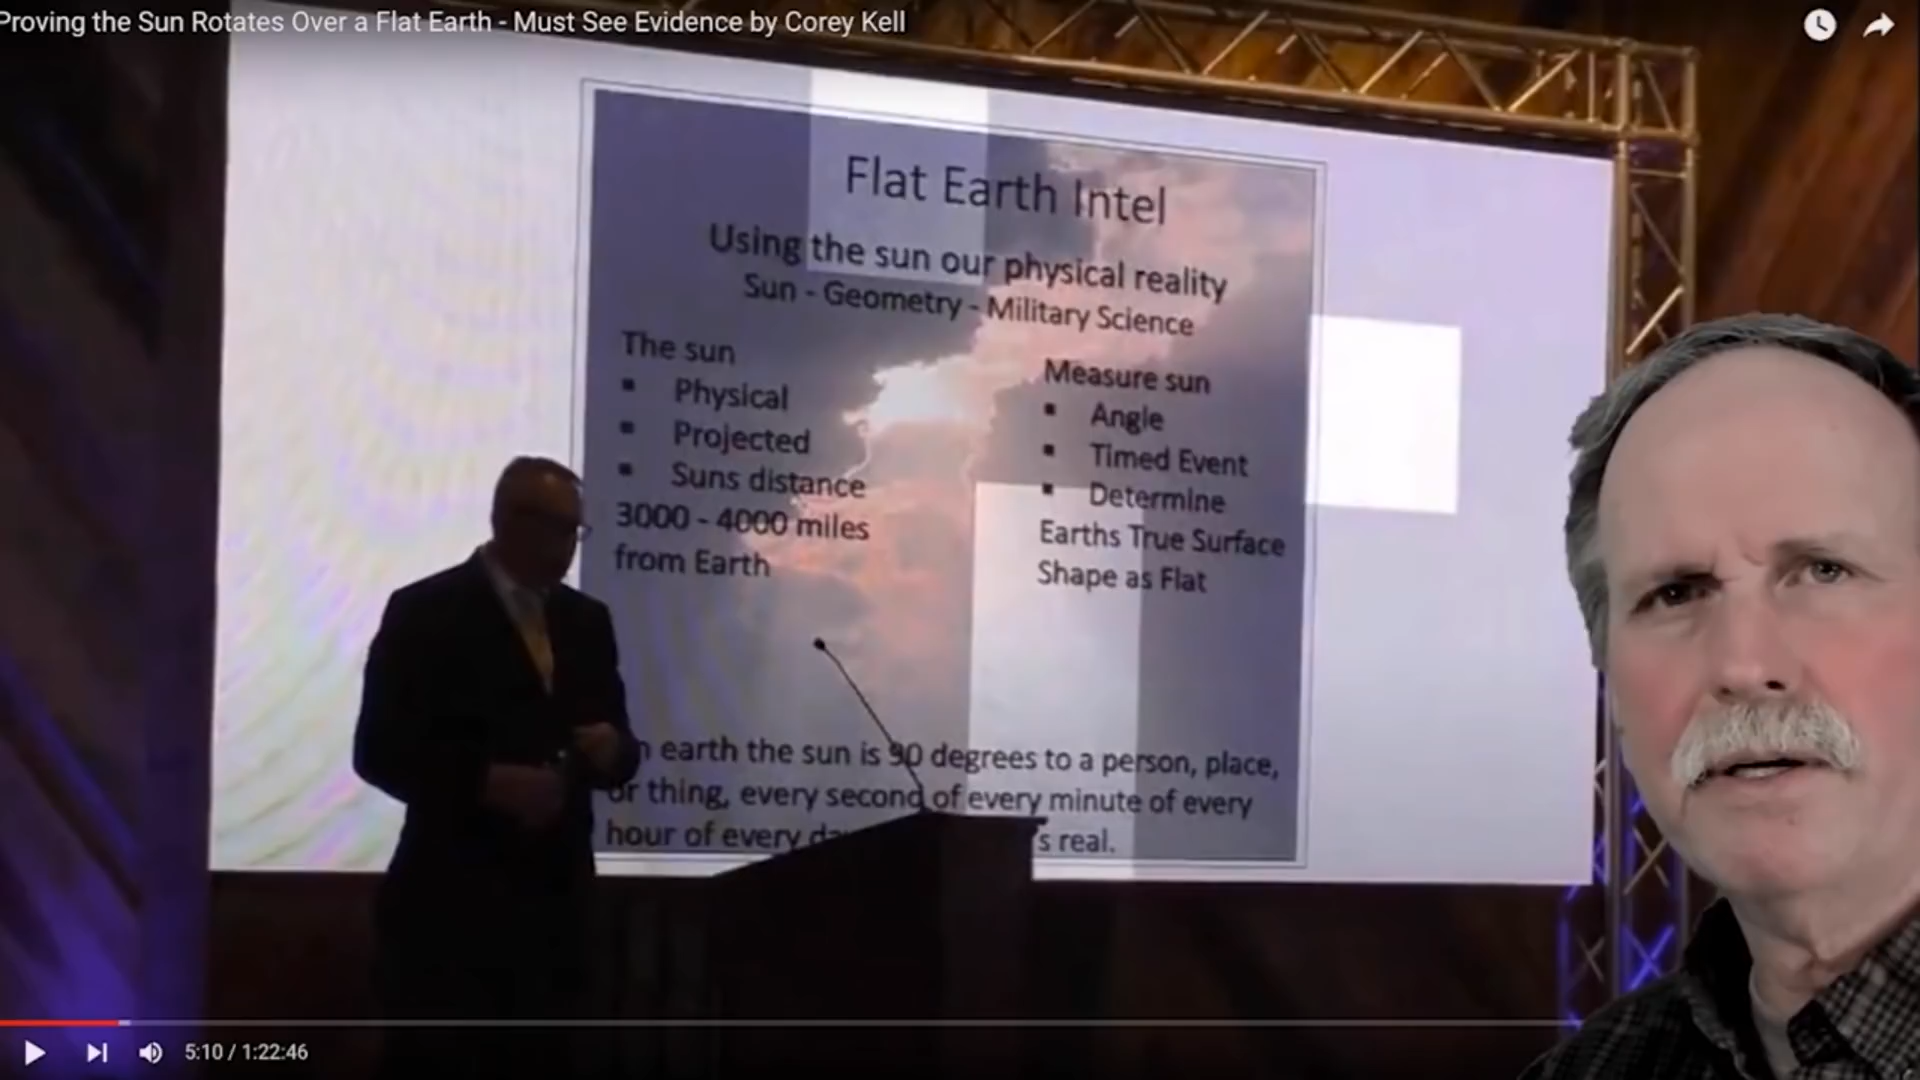 Proving the Sun Rotates Over a Flat Earth - Must See Evidence by Corey Kell
Flat Earth Intel
Using the sun our physical reality
Sun - Geometry - Military Science
The sun
▪ Physical
▪ Projected
▪ Suns distance
3000 - 4000 miles
from Earth
Measure sun
▪ Angle
▪ Timed Event
▪ Determine
Earths True Surface
Shape as Flat
earth the sun is 90 degrees to a person, place,
or thing, every second of every minute of every
hour of every
s real.
5:10 / 1:22:46